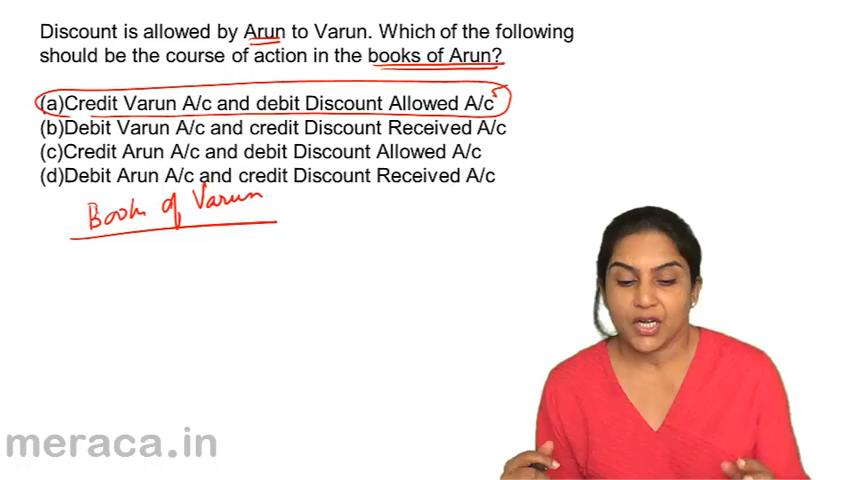 Discount is allowed by Arun to Varun. Which of the following
should be the course of action in the books of Arun?
(a)Credit Varun A/c and debit Discount Allowed A/c
(b)Debit Varun A/c and credit Discount Received A/c
(c)Credit Arun A/c and debit Discount Allowed A/c
(d)Debit Arun A/c and credit Discount Received A/c
Book of Varun
meraca.in